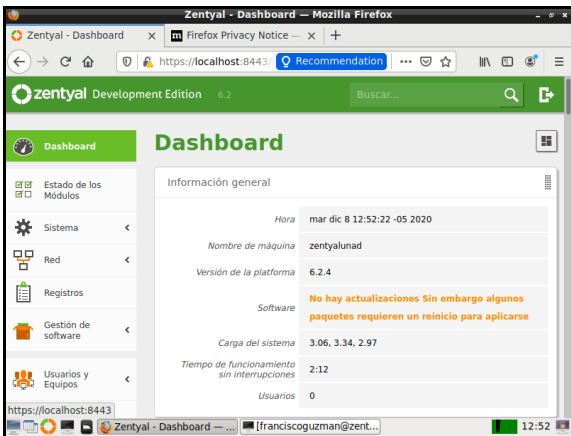 Zentyal - Dashboard — Mozilla Firefox
Zentyal - Dashboard
Firefox Privacy Notice —
https://localhost:8443/
Recommendation
zentyal Development Edition 6.2
Buscar...
Dashboard
Dashboard
Estado de los
Módulos
Sistema
Red
Registros
Gestión de
software
Usuarios y
Equipos
Información general
Hora mar dic 8 12:52:22 -05 2020
Nombre de máquina zentyalunad
Versión de la plataforma 6.2.4
Software No hay actualizaciones Sin embargo algunos
paquetes requieren un reinicio para aplicarse
Carga del sistema 3.06, 3.34, 2.97
Tiempo de funcionamiento
sin interrupciones 2:12
Usuarios 0
https://localhost:8443
Zentyal - Dashboard — ...
[franciscoguzman@zent...
12:52